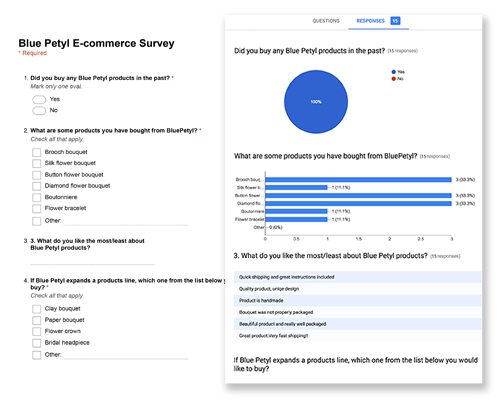 Blue Petyl E-commerce Survey
* Required
1. Did you buy any Blue Petyl products in the past? *
Mark only one oval.
Yes
No
2. What are some products you have bought from BluePetyl? *
Check all that apply.
Brooch bouquet
Silk flower bouquet
Button flower bouquet
Diamond flower bouquet
Boutonniere
Flower bracelet
Other:
3. 3. What do you like the most/least about
Blue Petyl products?
4. If Blue Petyl expands a products line, which one from the list below y
buy? *
Check all that apply.
Clay bouquet
Paper bouquet
Flower crown
Bridal headpiece
Other:
QUESTIONS RESPONSES 15
Did you buy any Blue Petyl products in the past? (15 responses)
Yes
No
100%
What are some products you have bought from BluePetyl? (15 responses)
Brooch bouq... 3 (33.3%)
Silk flower b... 1 (11.1%)
Button flower... 3 (33.3%)
Diamond flo... 3 (33.3%)
Boutonniere 1 (11.1%)
Flower bracelet 1 (11.1%)
Other 0 (0%)
0 0.5 1 1.5 2 2.5 3
3. What do you like the most/least about Blue Petyl products? (15 responses)
Quick shipping and great instructions included
Quality product, unique design
Product is handmade
Bouquet was not properly packaged
Beautiful product and really well packaged
Great product.Very fast shipping!!
If Blue Petyl expands a products line, which one from the list below you would
like to buy?